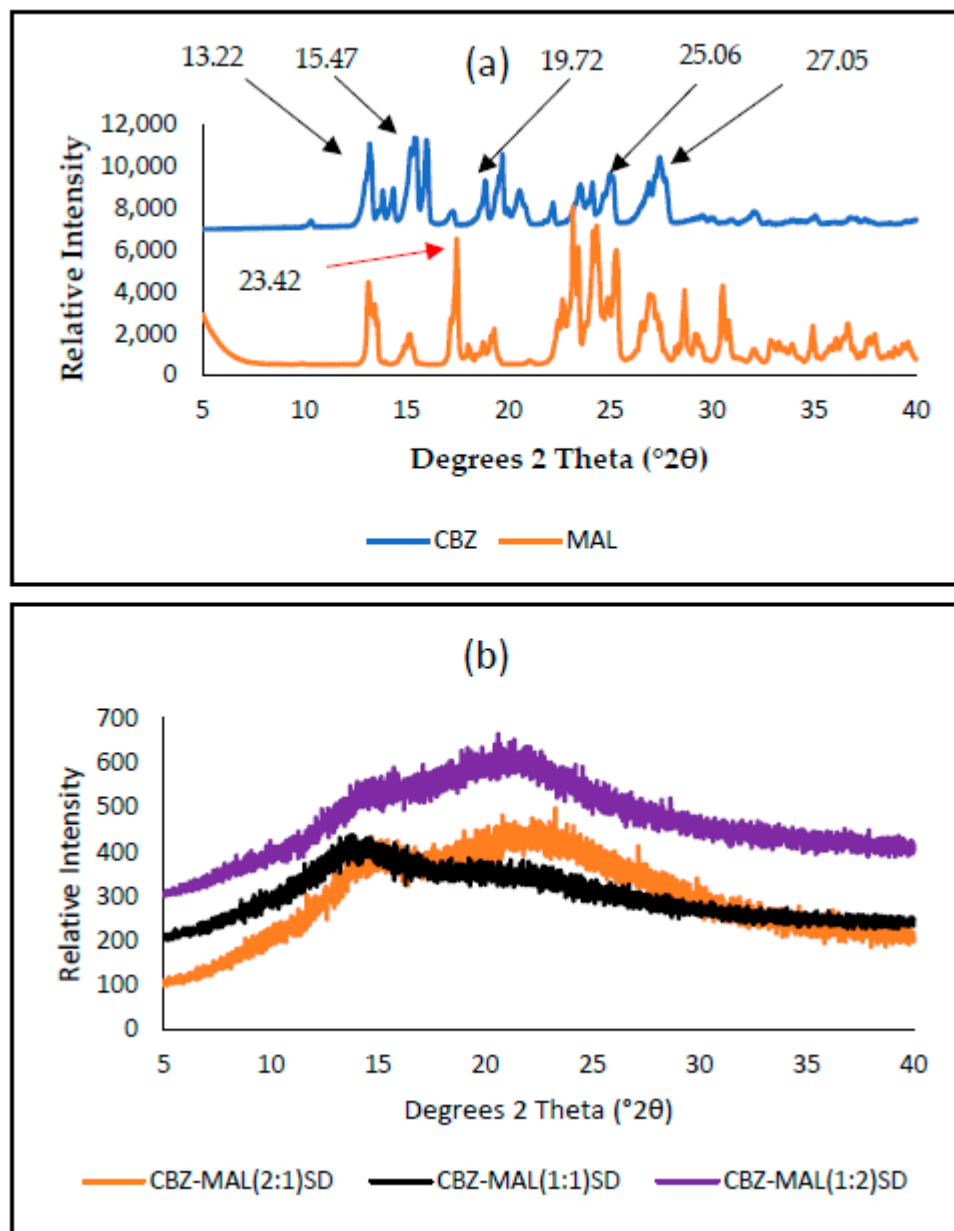 13.22 15.47 (a) 19.72 25.06 27.05
12,000
10,000
8,000
6,000
4,000
2,000
0
Relative Intensity
23.42
5 10 15 20 25 30 35 40
Degrees 2 Theta (°2θ)
CBZ MAL
(b)
700
600
500
400
300
200
100
0
Relative Intensity
5 10 15 20 25 30 35 40
Degrees 2 Theta (°2θ)
CBZ-MAL(2:1)SD CBZ-MAL(1:1)SD CBZ-MAL(1:2)SD